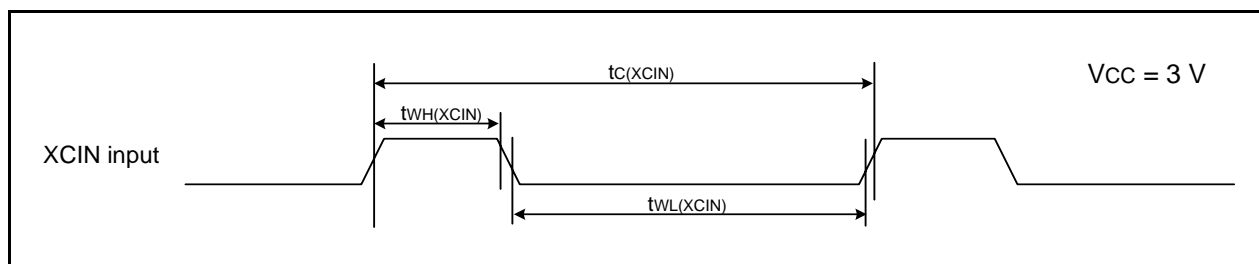 tC(XCIN)
VCC = 3 V
tWH(XCIN)
XCIN input
tWL(XCIN)